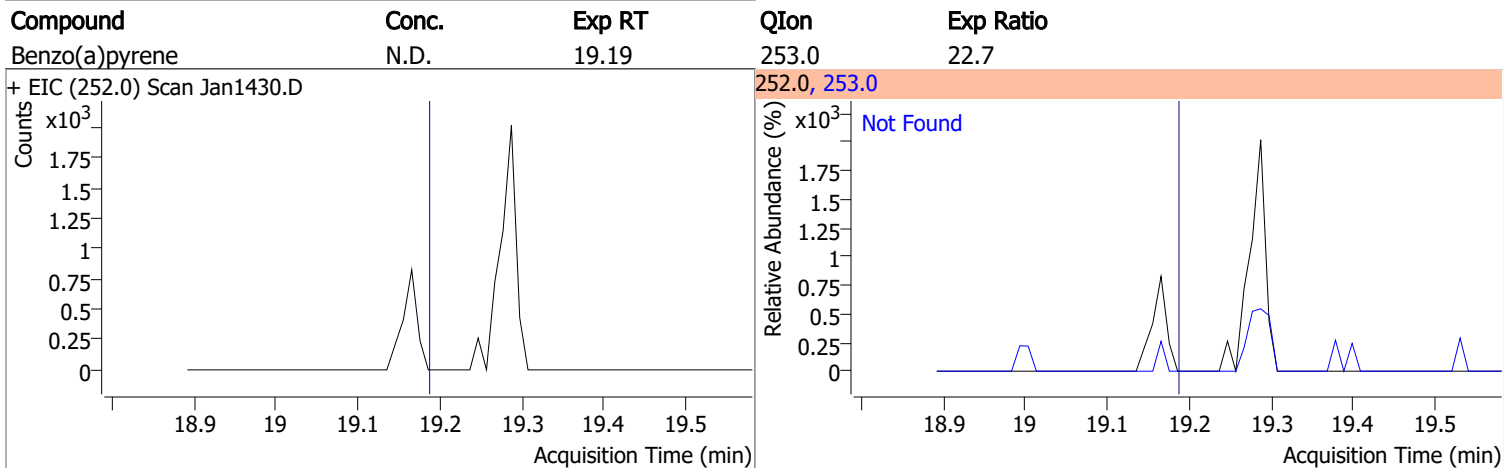 Compound Conc. Exp RT QIon Exp Ratio
Benzo(a)pyrene N.D. 19.19 253.0 22.7
+ EIC (252.0) Scan Jan1430.D
Counts
x10³
1.75
1.5
1.25
1
0.75
0.5
0.25
0
18.9 19 19.1 19.2 19.3 19.4 19.5
Acquisition Time (min)
252.0, 253.0
Relative Abundance (%)
x10³
Not Found
1.75
1.5
1.25
1
0.75
0.5
0.25
0
18.9 19 19.1 19.2 19.3 19.4 19.5
Acquisition Time (min)